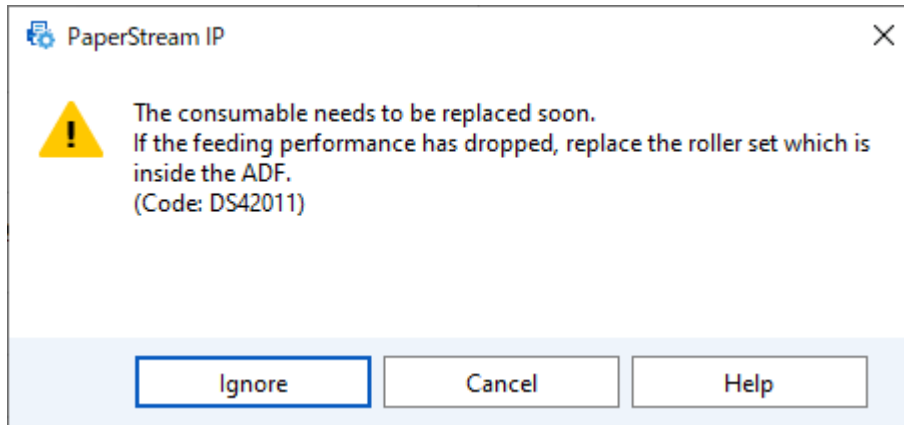 PaperStream IP
The consumable needs to be replaced soon.
If the feeding performance has dropped, replace the roller set which is
inside the ADF.
(Code: DS42011)
Ignore
Cancel
Help